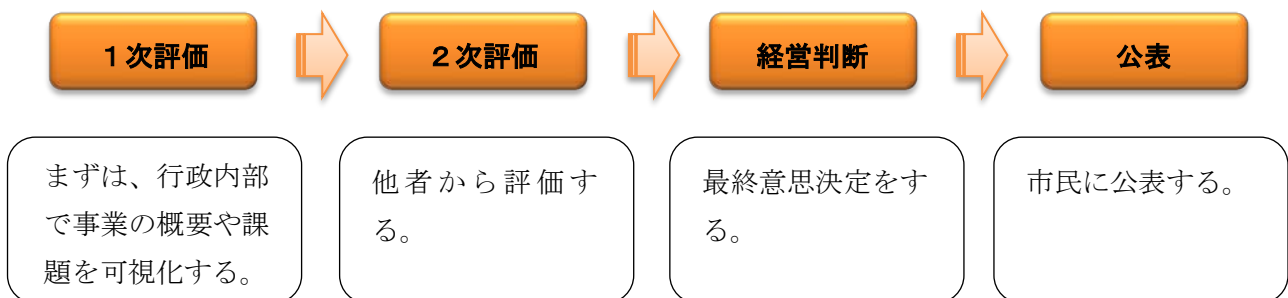 １次評価
２次評価
経営判断
公表
まずは、行政内部
で事業の概要や課
題を可視化する。
他者から評価す
る。
最終意思決定をす
る。
市民に公表する。